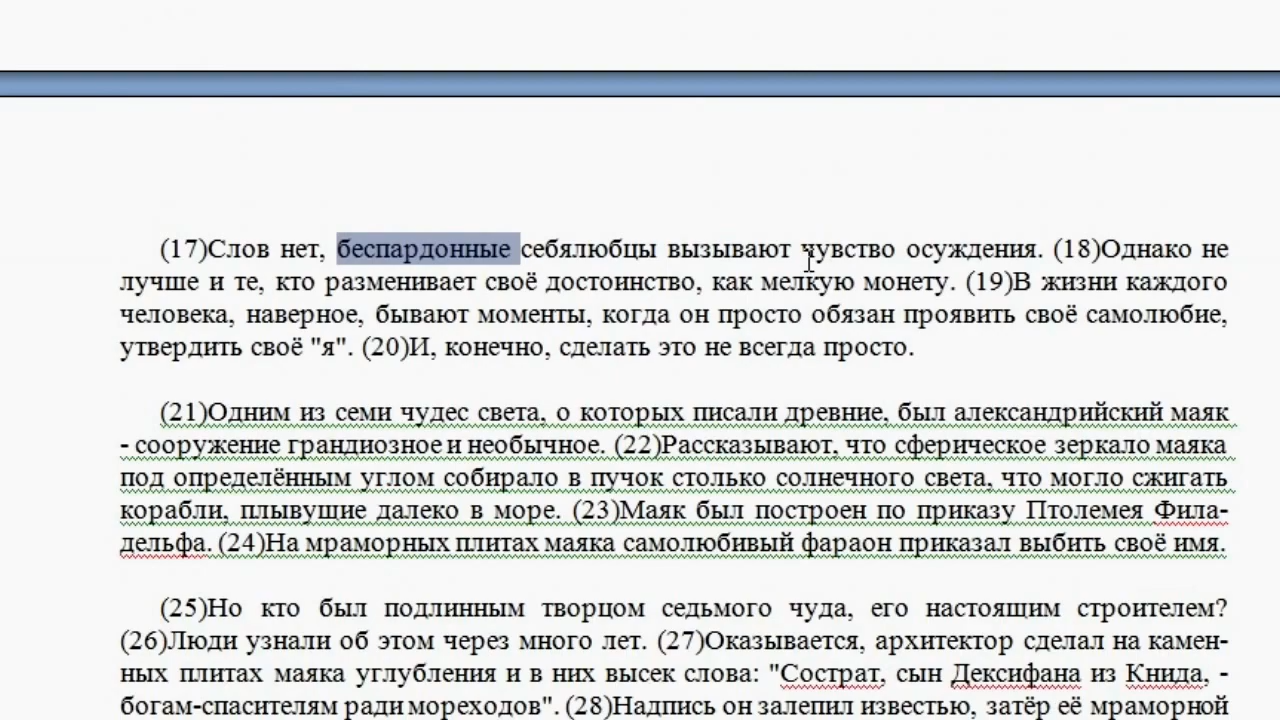 (17)Слов нет, беспардонные себялюбцы вызывают чувство осуждения. (18)Однако не
лучше и те, кто разменивает своё достоинство, как мелкую монету. (19)В жизни каждого
человека, наверное, бывают моменты, когда он просто обязан проявить своё самолюбие,
утвердить своё "я". (20)И, конечно, сделать это не всегда просто.
(21)Одним из семи чудес света, о которых писали древние, был александрийский маяк
- сооружение грандиозное и необычное. (22)Рассказывают, что сферическое зеркало маяка
под определённым углом собирало в пучок столько солнечного света, что могло сжигать
корабли, плывущие далеко в море. (23)Маяк был построен по приказу Птолемея Фила-
дельфа. (24)На мраморных плитах маяка самолюбивый фараон приказал выбить своё имя.
(25)Но кто был подлинным творцом седьмого чуда, его настоящим строителем?
(26)Люди узнали об этом через много лет. (27)Оказывается, архитектор сделал на камен-
ных плитах маяка углубления и в них высек слова: "Сострат, сын Дексифана из Книда, -
богам-спасителям ради мореходов". (28)Надпись он залепил известью, затёр её мраморной